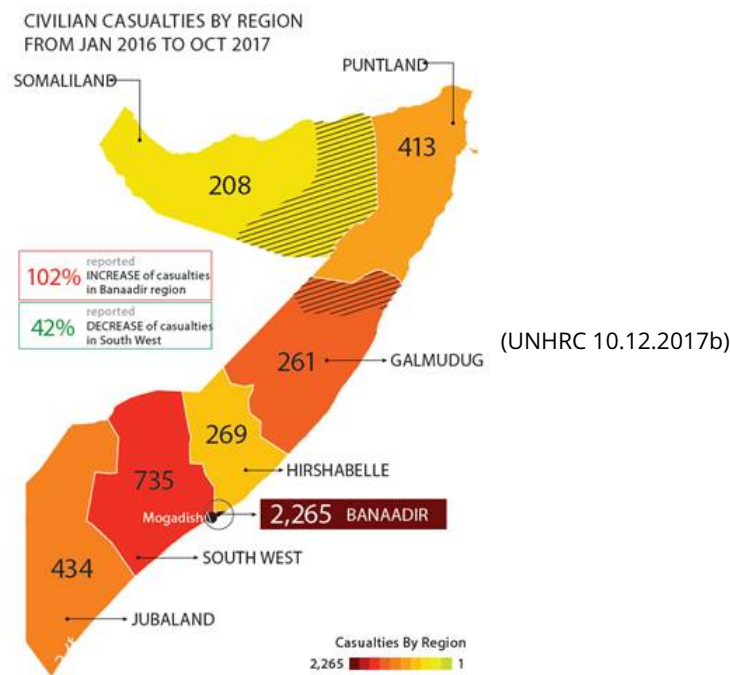 CIVILIAN CASUALTIES BY REGION
FROM JAN 2016 TO OCT 2017
PUNTLAND
SOMALILAND
413
208
102% reported
INCREASE of casualties
in Banaadir region
42% reported
DECREASE of casualties
in South West
(UNHRC 10.12.2017b)
261
GALMUDUG
269
HIRSHABELLE
735
Mogadish
2,265 BANAADIR
SOUTH WEST
434
JUBALAND
Casualties By Region
2,265 1